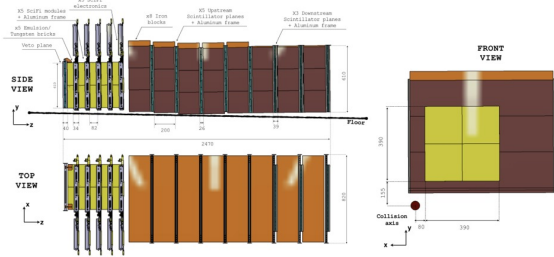 X5 SciFi
electronics
X5 SciFi modules
+ Aluminum frame
x5 Emulsion/
Tungsten bricks
Veto plane
x8 Iron
blocks
X5 Upstream
Scintillator planes
+ Aluminum frame
X3 Downstream
Scintillator planes
+ Aluminum frame
SIDE
VIEW
y
z
40
34
82
200
26
39
Floor
2470
TOP
VIEW
x
z
FRONT
VIEW
390
155
Collision
axis
80
390
y
x